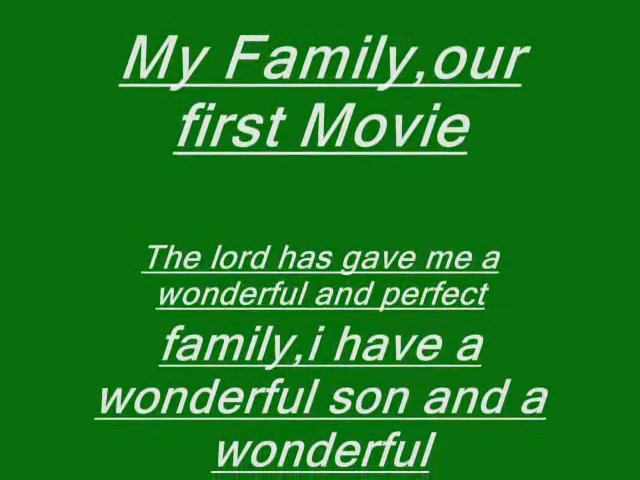 My Family,our
first Movie
The lord has gave me a
wonderful and perfect
family,i have a
wonderful son and a
wonderful